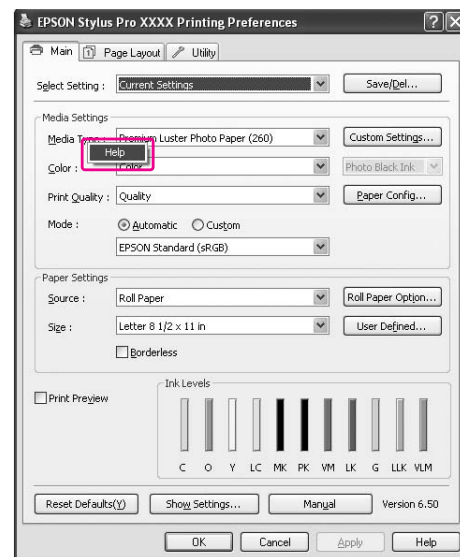 EPSON Stylus Pro XXXX Printing Preferences
Main Page Layout Utility
Select Setting : Current Settings Save/Del...
Media Settings
Media Type : Premium Luster Photo Paper (260) Custom Settings...
Help
Color : Color Photo Black Ink
Print Quality : Quality Paper Config...
Mode : Automatic Custom
EPSON Standard (sRGB)
Paper Settings
Source : Roll Paper Roll Paper Option...
Size : Letter 8 1/2 x 11 in User Defined...
Borderless
Print Preview
Ink Levels
C O Y LC MK PK VM LK G LLK VLM
Reset Defaults(Y) Show Settings... Manual Version 6.50
OK Cancel Apply Help